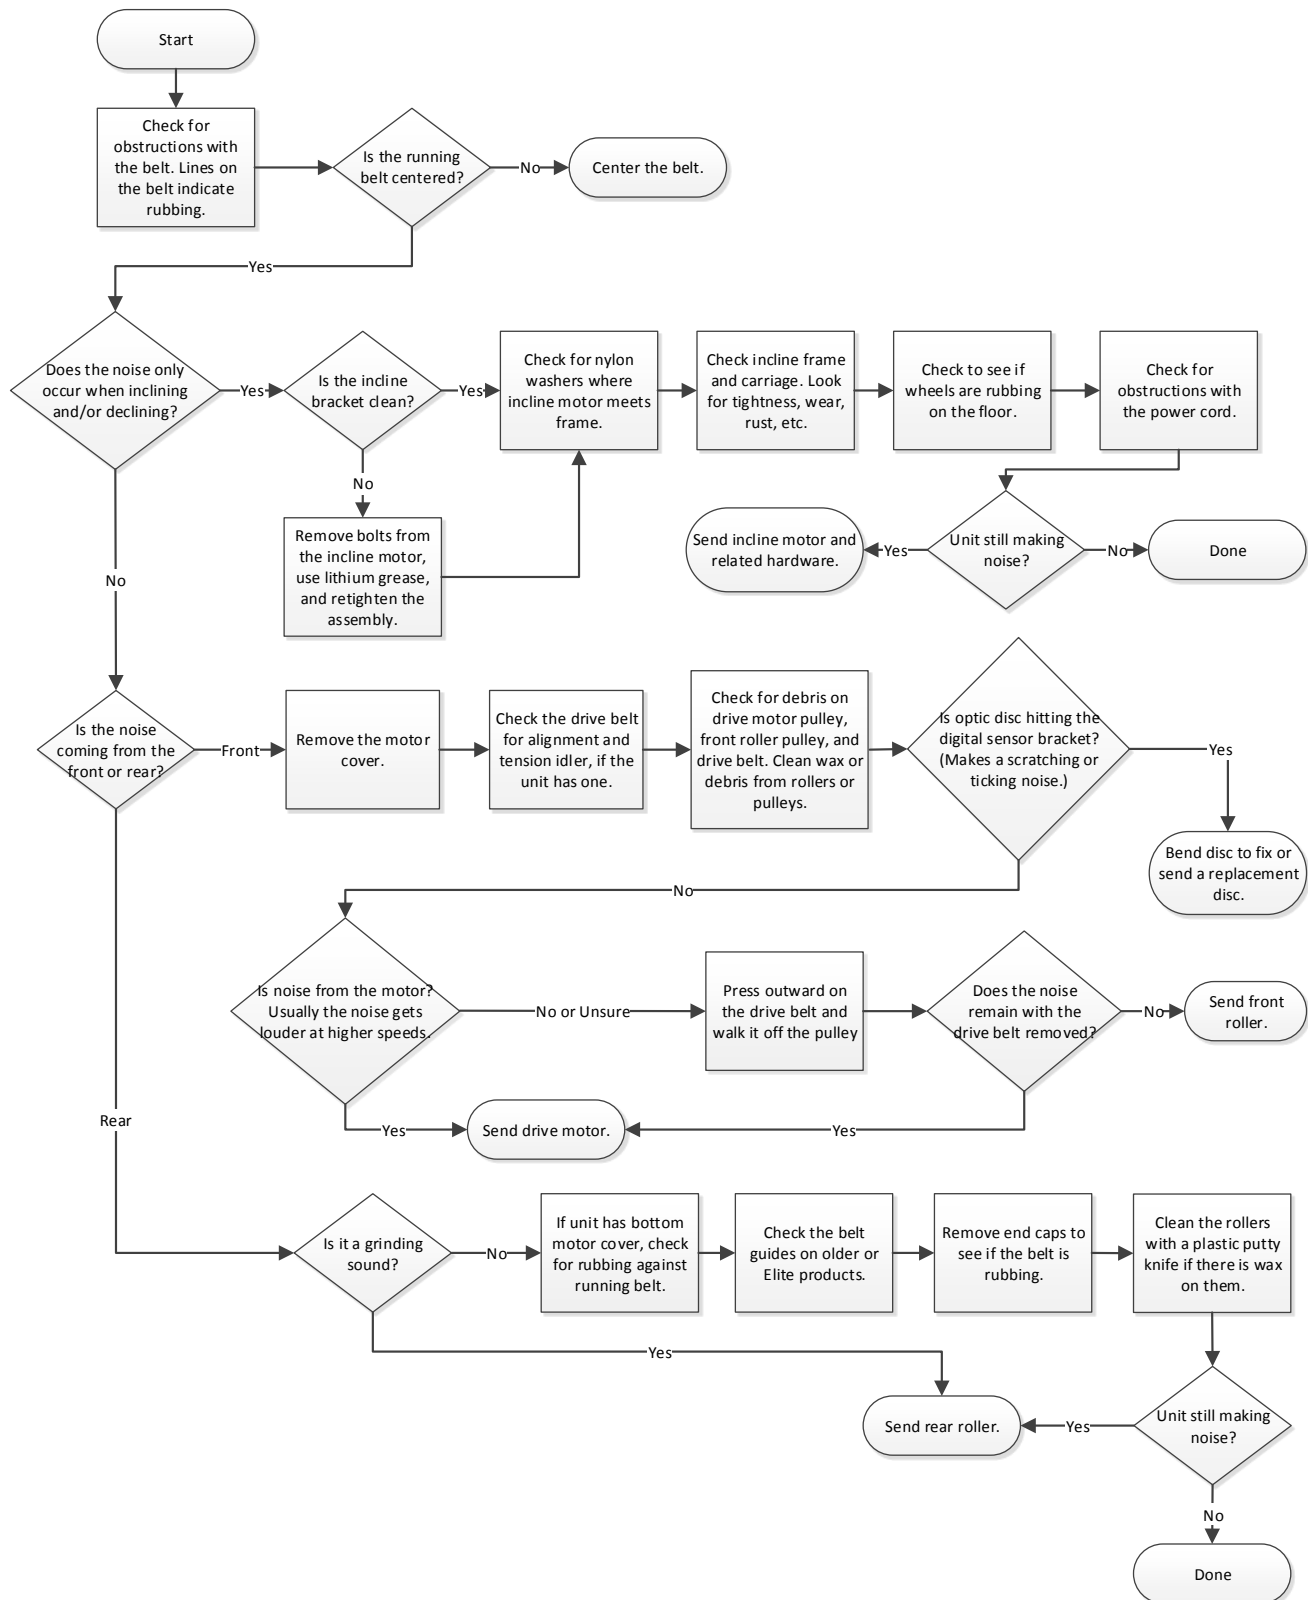 Start
Check for
obstructions with
the belt. Lines on
the belt indicate
rubbing.
Is the running
belt centered?
No
Center the belt.
Yes
Does the noise only
occur when inclining
and/or declining?
Yes
Is the incline
bracket clean?
Yes
Check for nylon
washers where
incline motor meets
frame.
Check incline frame
and carriage. Look
for tightness, wear,
rust, etc.
Check to see if
wheels are rubbing
on the floor.
Check for
obstructions with
the power cord.
No
Remove bolts from
the incline motor,
use lithium grease,
and retighten the
assembly.
Send incline motor and
related hardware.
Yes
Unit still making
noise?
No
Done
No
Is the noise
coming from the
front or rear?
Front
Remove the motor
cover.
Check the drive belt
for alignment and
tension idler, if the
unit has one.
Check for debris on
drive motor pulley,
front roller pulley, and
drive belt. Clean wax or
debris from rollers or
pulleys.
Is optic disc hitting the
digital sensor bracket?
(Makes a scratching or
ticking noise.)
Yes
Bend disc to fix or
send a replacement
disc.
No
Is noise from the motor?
Usually the noise gets
louder at higher speeds.
No or Unsure
Press outward on
the drive belt and
walk it off the pulley
Does the noise
remain with the
drive belt removed?
No
Send front
roller.
Rear
Yes
Send drive motor.
Yes
Is it a grinding
sound?
No
If unit has bottom
motor cover, check
for rubbing against
running belt.
Check the belt
guides on older or
Elite products.
Remove end caps to
see if the belt is
rubbing.
Clean the rollers
with a plastic putty
knife if there is wax
on them.
Yes
Send rear roller.
Yes
Unit still making
noise?
No
Done